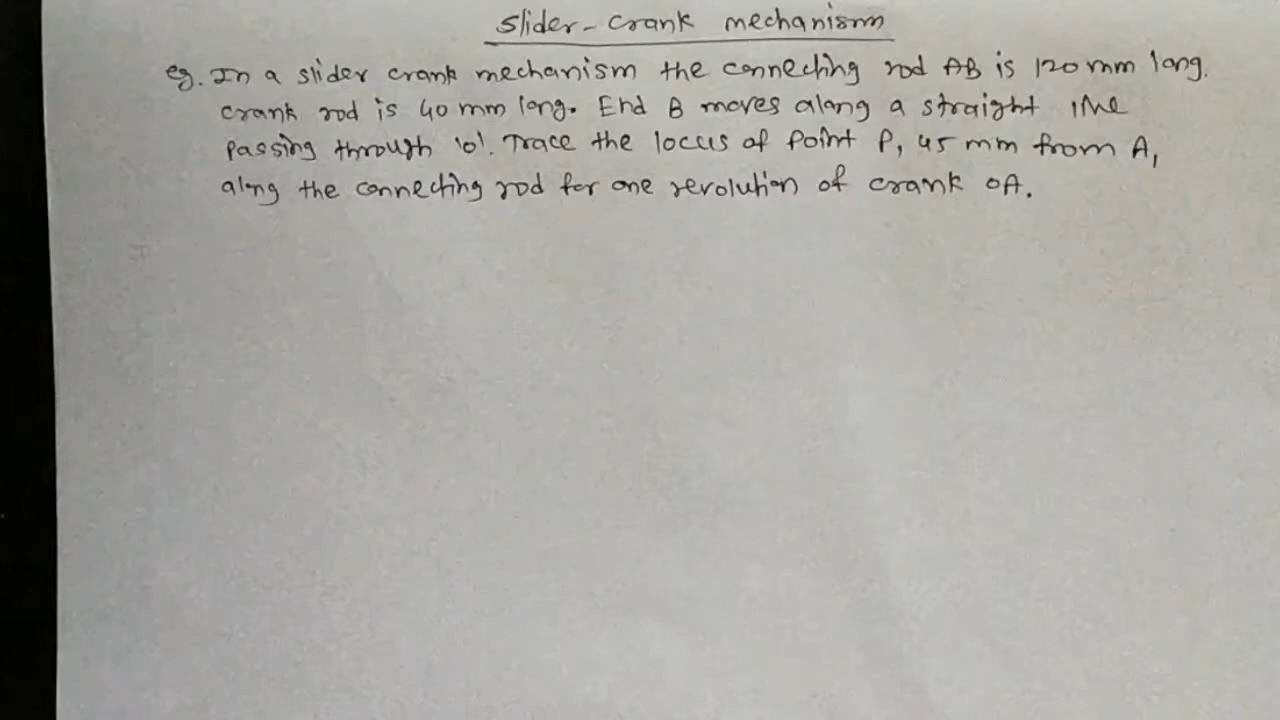 Slider-crank mechanism
eg. In a slider crank mechanism the connecting rod AB is 120 mm long.
crank rod is 40 mm long. End B moves along a straight line
passing through 'o'. Trace the locus of point P, 45 mm from A,
along the connecting rod for one revolution of crank OA.